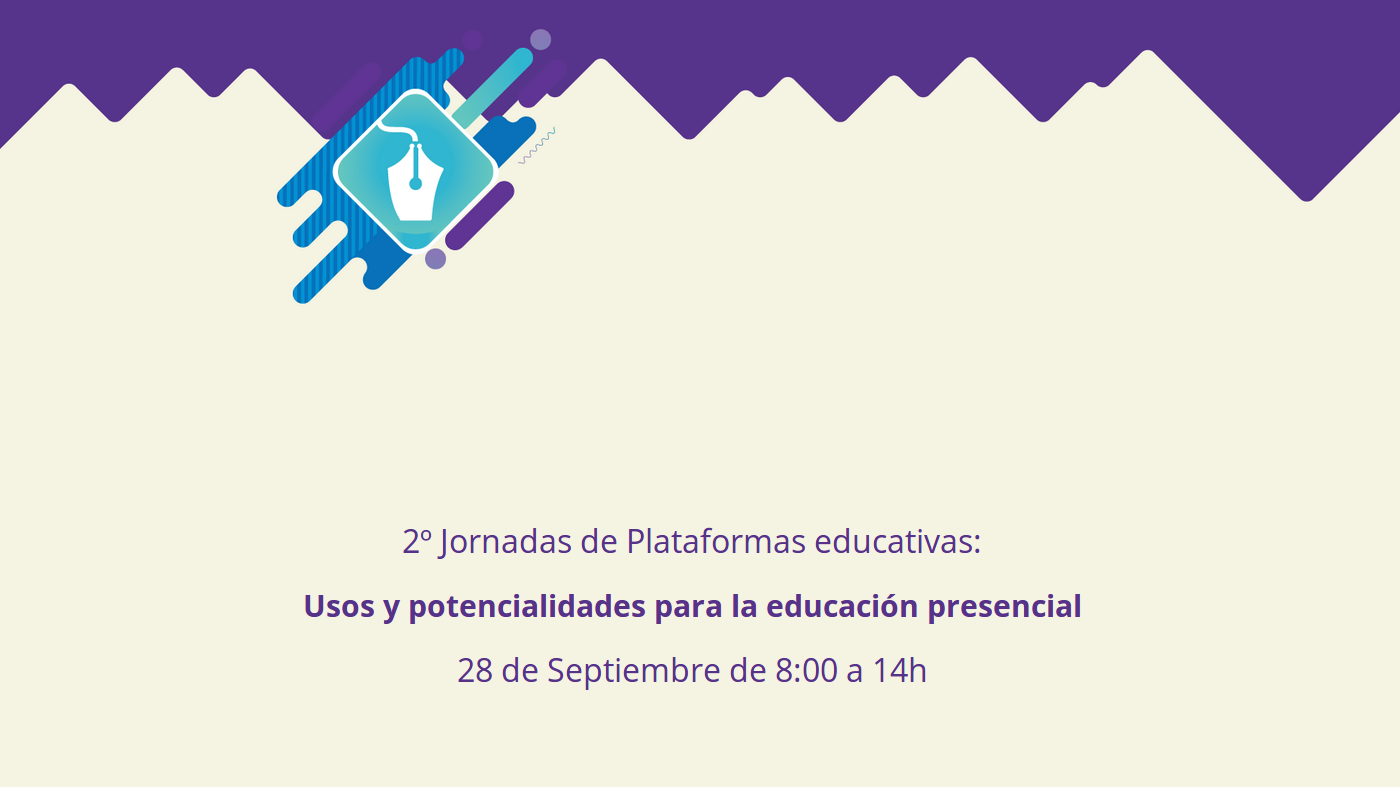 2º Jornadas de Plataformas educativas:
Usos y potencialidades para la educación presencial
28 de Septiembre de 8:00 a 14h